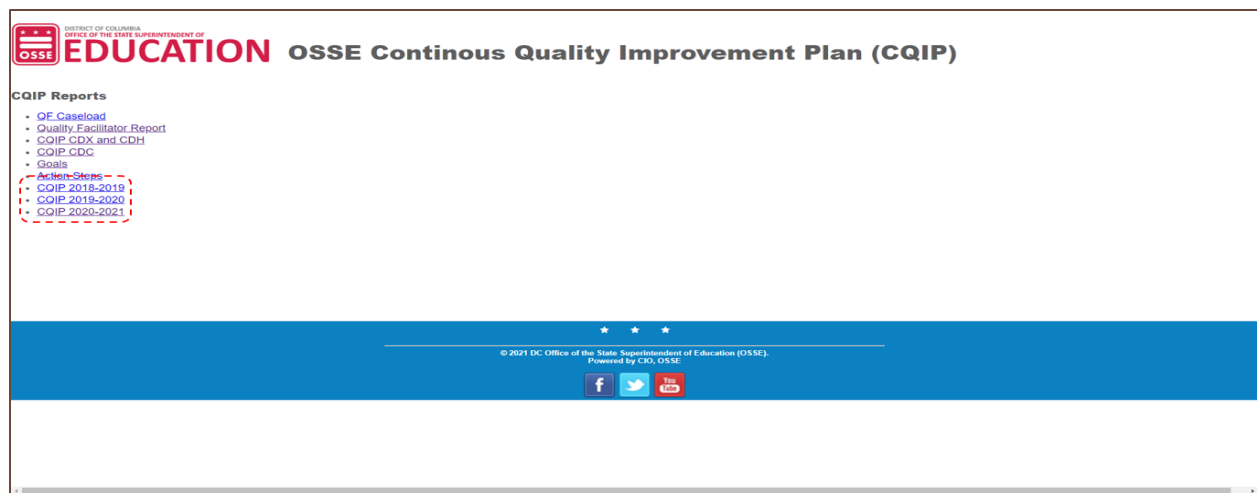 DISTRICT OF COLUMBIA
OFFICE OF THE STATE SUPERINTENDENT OF
OSSE EDUCATION OSSE Continous Quality Improvement Plan (CQIP)
CQIP Reports
QF Caseload
Quality Facilitator Report
CQIP CDX and CDH
CQIP CDC
Goals
Action Steps
CQIP 2018-2019
CQIP 2019-2020
CQIP 2020-2021
© 2021 DC Office of the State Superintendent of Education (OSSE).
Powered by CIO, OSSE
f You Tube